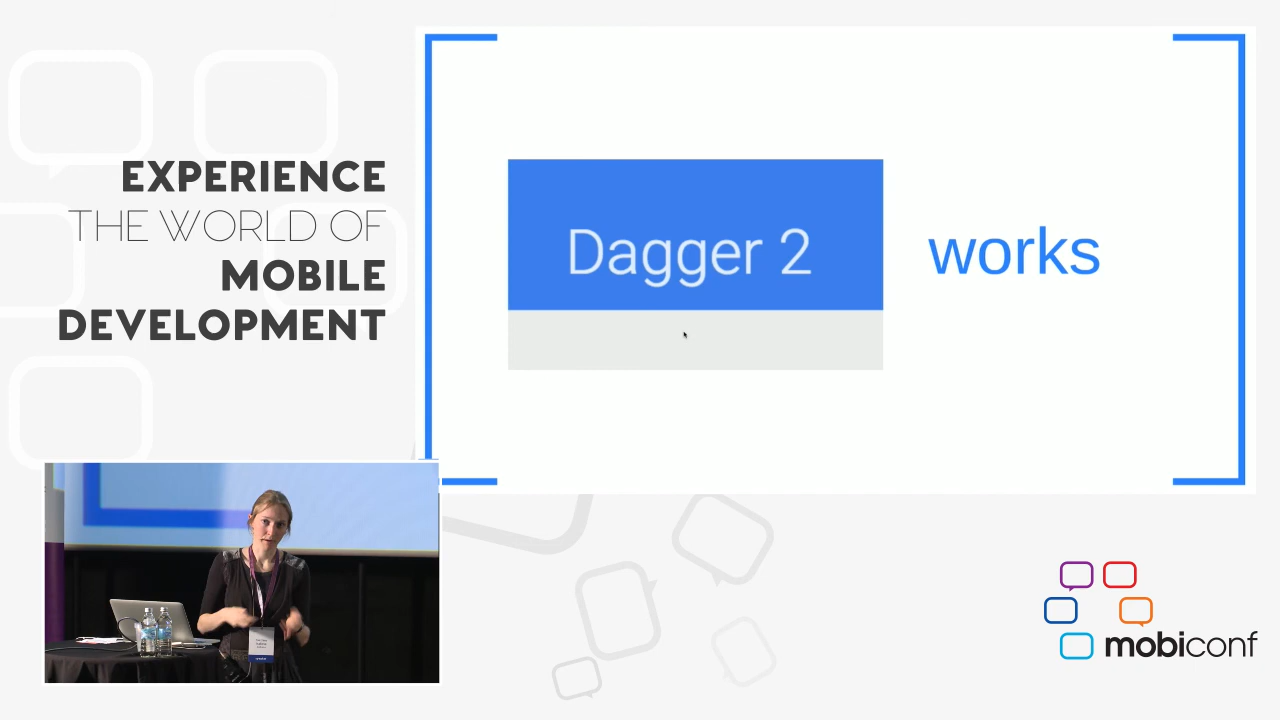 EXPERIENCE
THE WORLD OF
MOBILE
DEVELOPMENT
Dagger 2
works
mobiconf